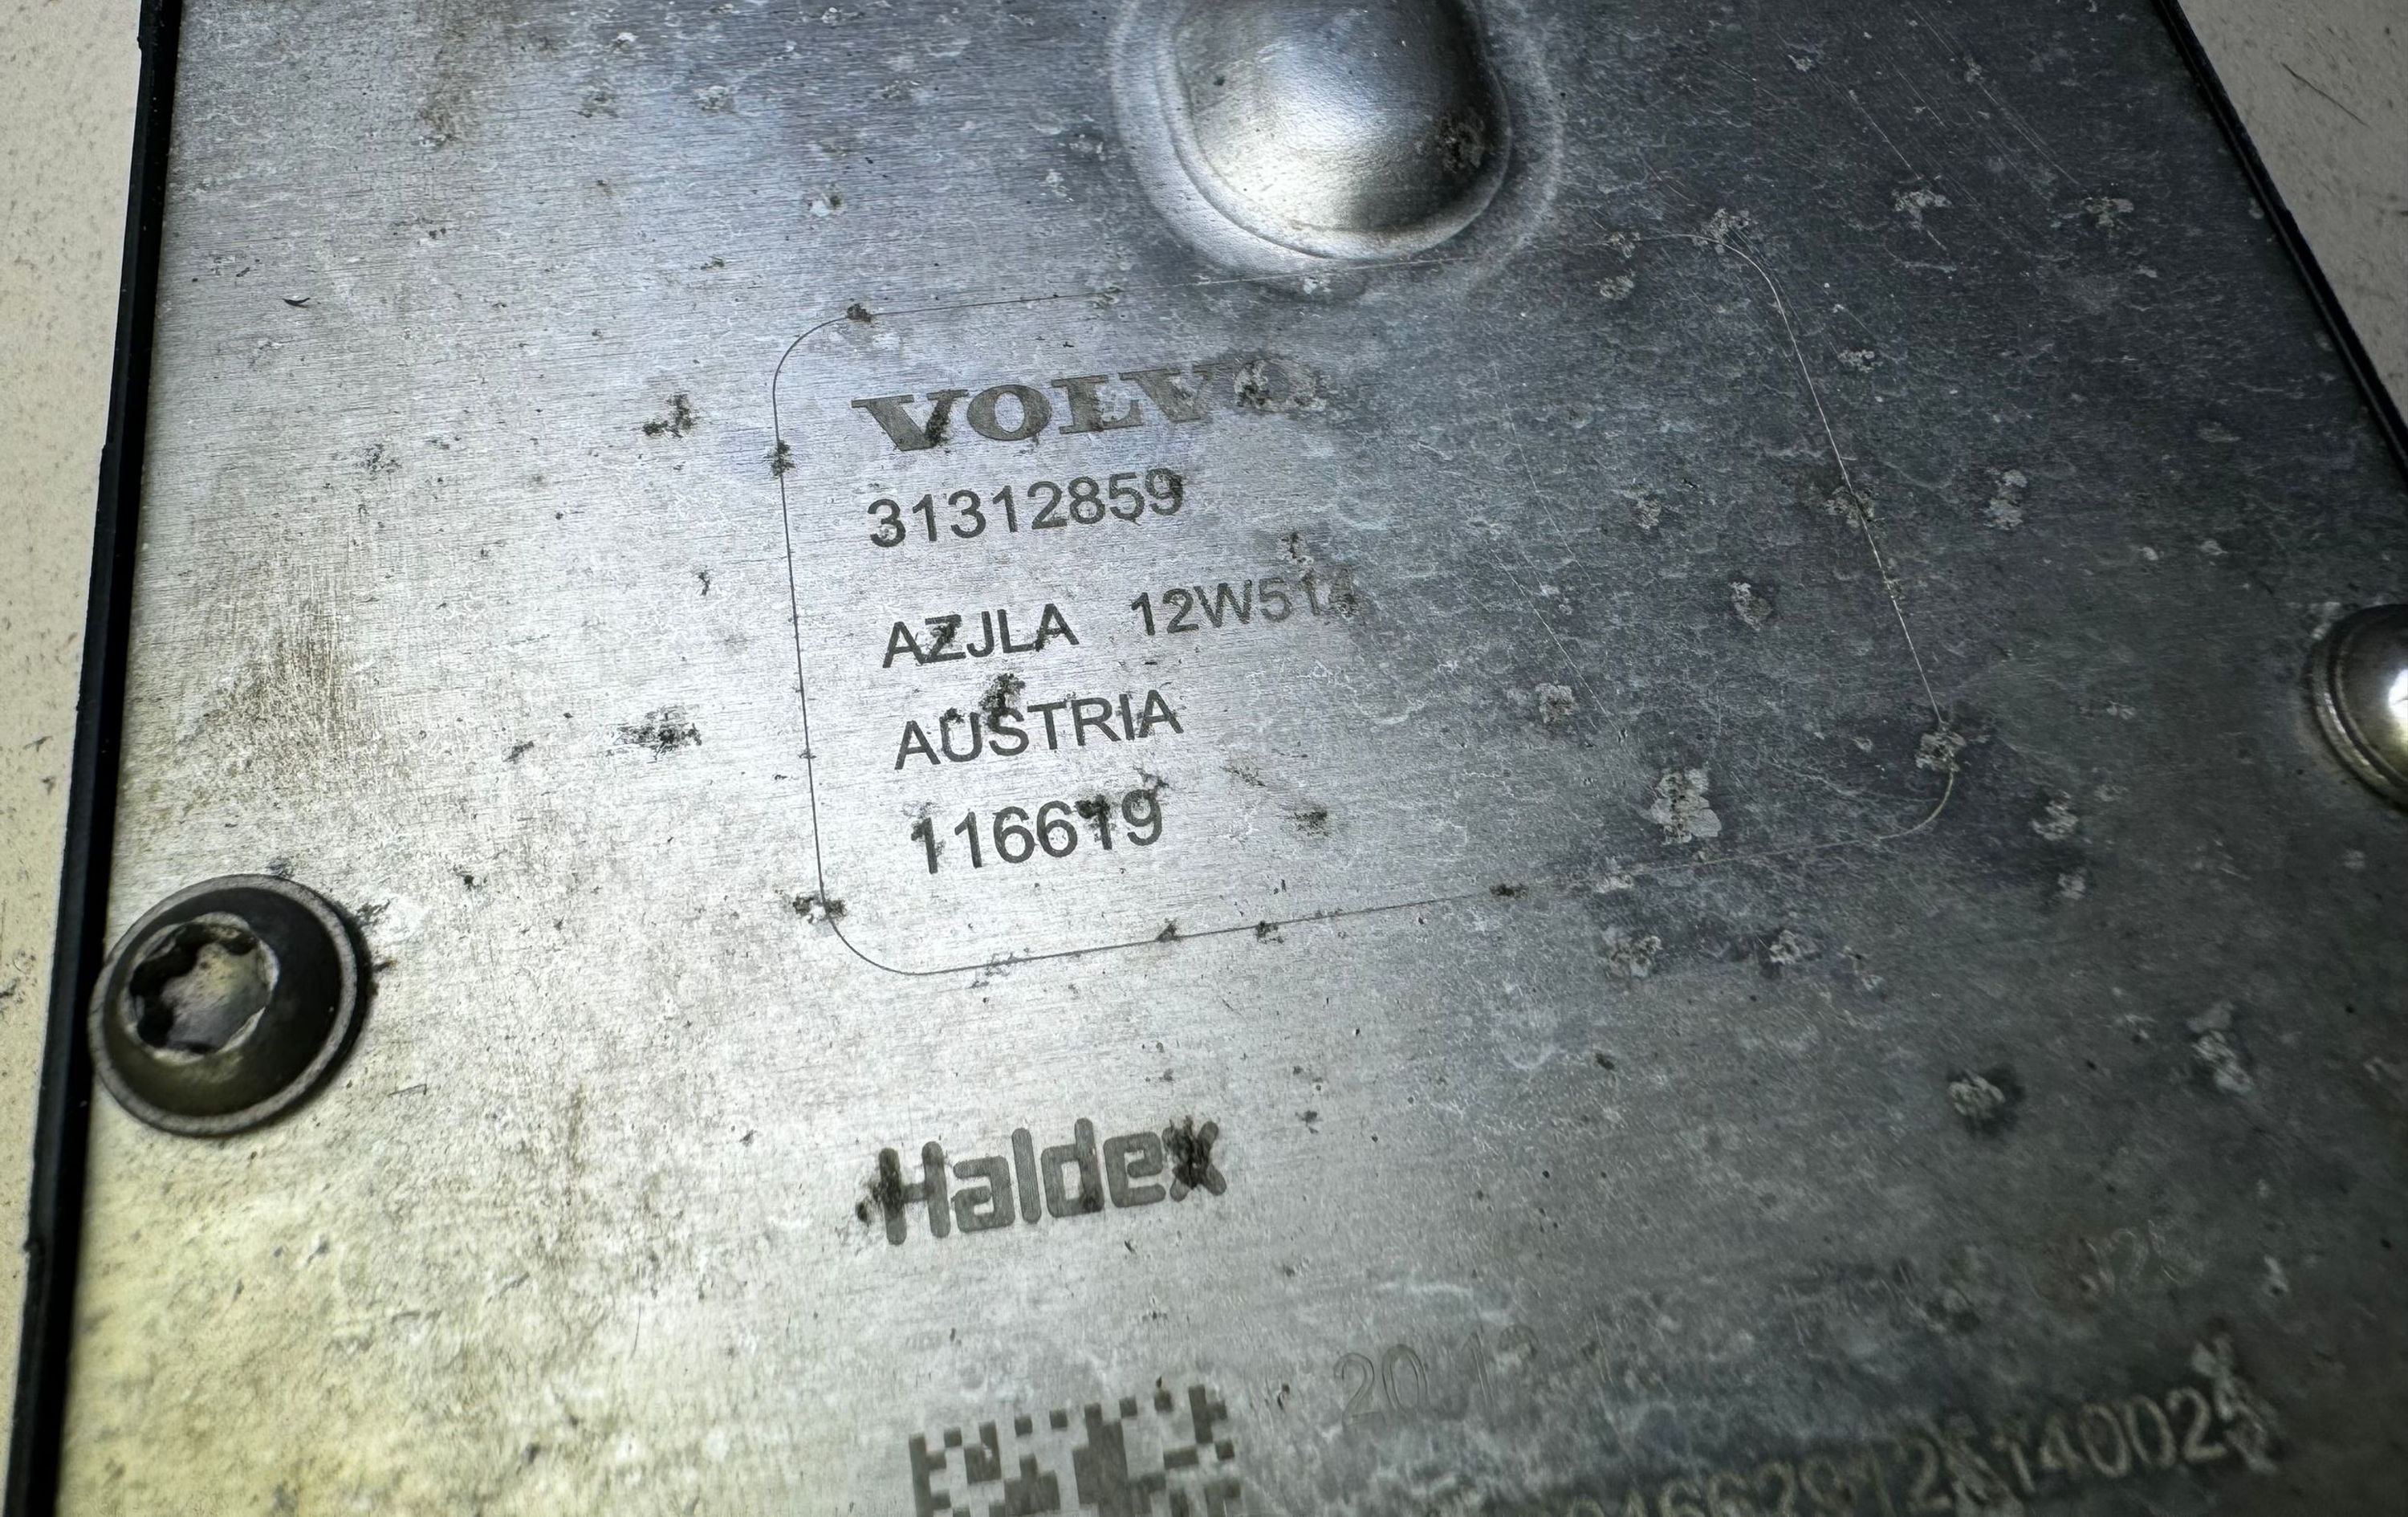 VOLVO
31312859
AZJLA 12W514
AUSTRIA
116619
Haldex